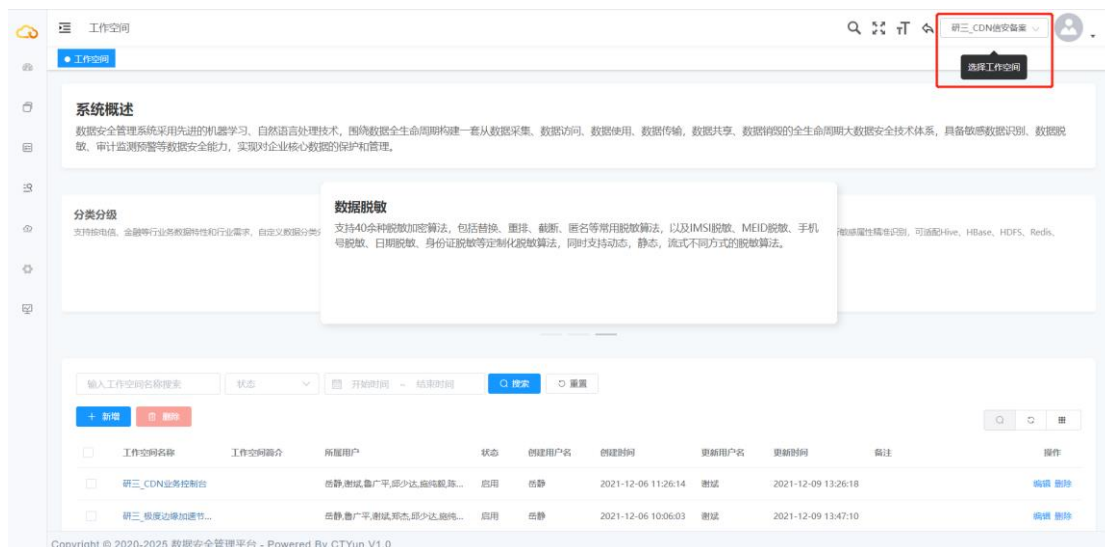 工作空间
研三_CDN信安备案
工作空间
选择工作空间
系统概述
数据安全管理系统采用先进的机器学习、自然语言处理技术，围绕数据全生命周期构建一套从数据采集、数据访问、数据使用、数据传输，数据共享、数据销毁的全生命周期大数据安全技术体系，具备敏感数据识别、数据脱
敏、审计监测预警等数据安全能力，实现对企业核心数据的保护和管理。
分类分级
支持按电信、金融等行业务数据特性和行业需求，自定义数据分类
数据脱敏
支持40余种脱敏加密算法，包括替换、重排、截断、匿名等常用脱敏算法，以及IMSI脱敏、MEID脱敏、手机
号脱敏、日期脱敏、身份证脱敏等定制化脱敏算法，同时支持动态，静态，流式不同方式的脱敏算法。
敏感属性精准识别，可适配Hive、HBase、HDFS、Redis、
输入工作空间名称搜索 状态 开始时间 ~ 结束时间 搜索 重置
+ 新增 删除
工作空间名称 工作空间简介 所属用户 状态 创建用户名 创建时间 更新用户名 更新时间 备注 操作
研三_CDN业务控制台 岳静,谢斌,鲁广平,邱少达,施纯毅,陈... 启用 岳静 2021-12-06 11:26:14 谢斌 2021-12-09 13:26:18 编辑 删除
研三_极度边缘加速节... 岳静,鲁广平,谢斌,郑杰,邱少达,施纯... 启用 岳静 2021-12-06 10:06:03 谢斌 2021-12-09 13:47:10 编辑 删除
Copyright © 2020-2025 数据安全管理平台 - Powered By CTYun V1.0